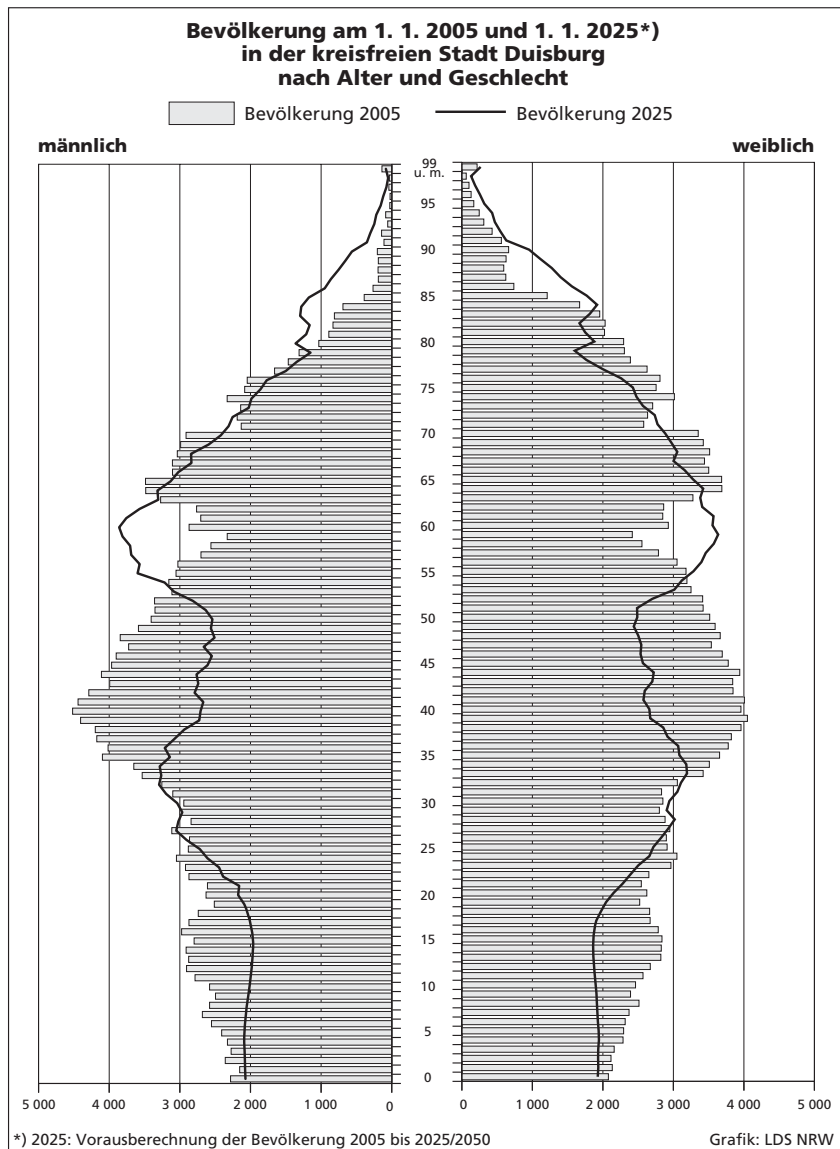 Bevölkerung am 1. 1. 2005 und 1. 1. 2025*)
in der kreisfreien Stadt Duisburg
nach Alter und Geschlecht
Bevölkerung 2005
Bevölkerung 2025
männlich
weiblich
99
u. m.
95
90
85
80
75
70
65
60
55
50
45
40
35
30
25
20
15
10
5
0
5 000 4 000 3 000 2 000 1 000 0 0 1 000 2 000 3 000 4 000 5 000
*) 2025: Vorausberechnung der Bevölkerung 2005 bis 2025/2050
Grafik: LDS NRW